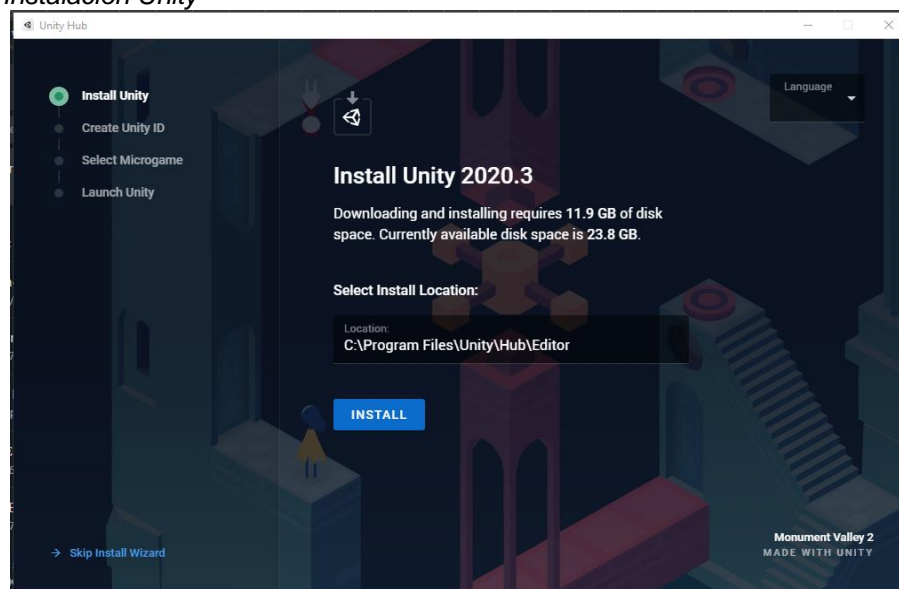 Instalación Unity
Unity Hub
Install Unity
Create Unity ID
Select Microgame
Launch Unity
Language
Install Unity 2020.3
Downloading and installing requires 11.9 GB of disk
space. Currently available disk space is 23.8 GB.
Select Install Location:
Location:
C:\Program Files\Unity\Hub\Editor
INSTALL
Skip Install Wizard
Monument Valley 2
MADE WITH UNITY